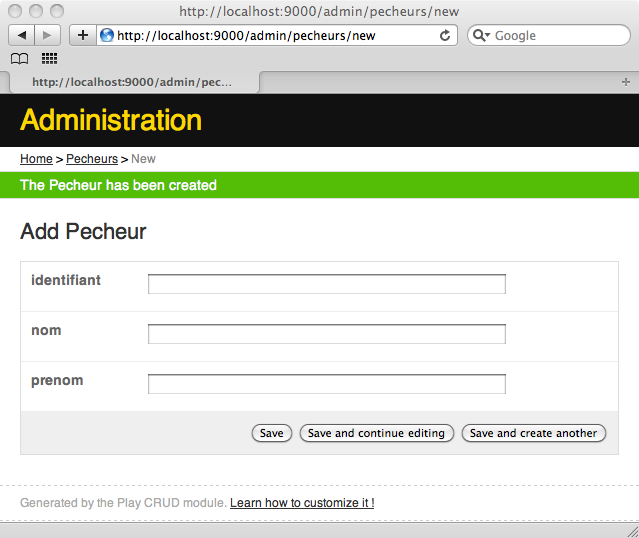 http://localhost:9000/admin/pecheurs/new
http://localhost:9000/admin/pecheurs/new
Google
http://localhost:9000/admin/pec...
Administration
Home > Pecheurs > New
The Pecheur has been created
Add Pecheur
identifiant
nom
prenom
Save Save and continue editing Save and create another
Generated by the Play CRUD module. Learn how to customize it !